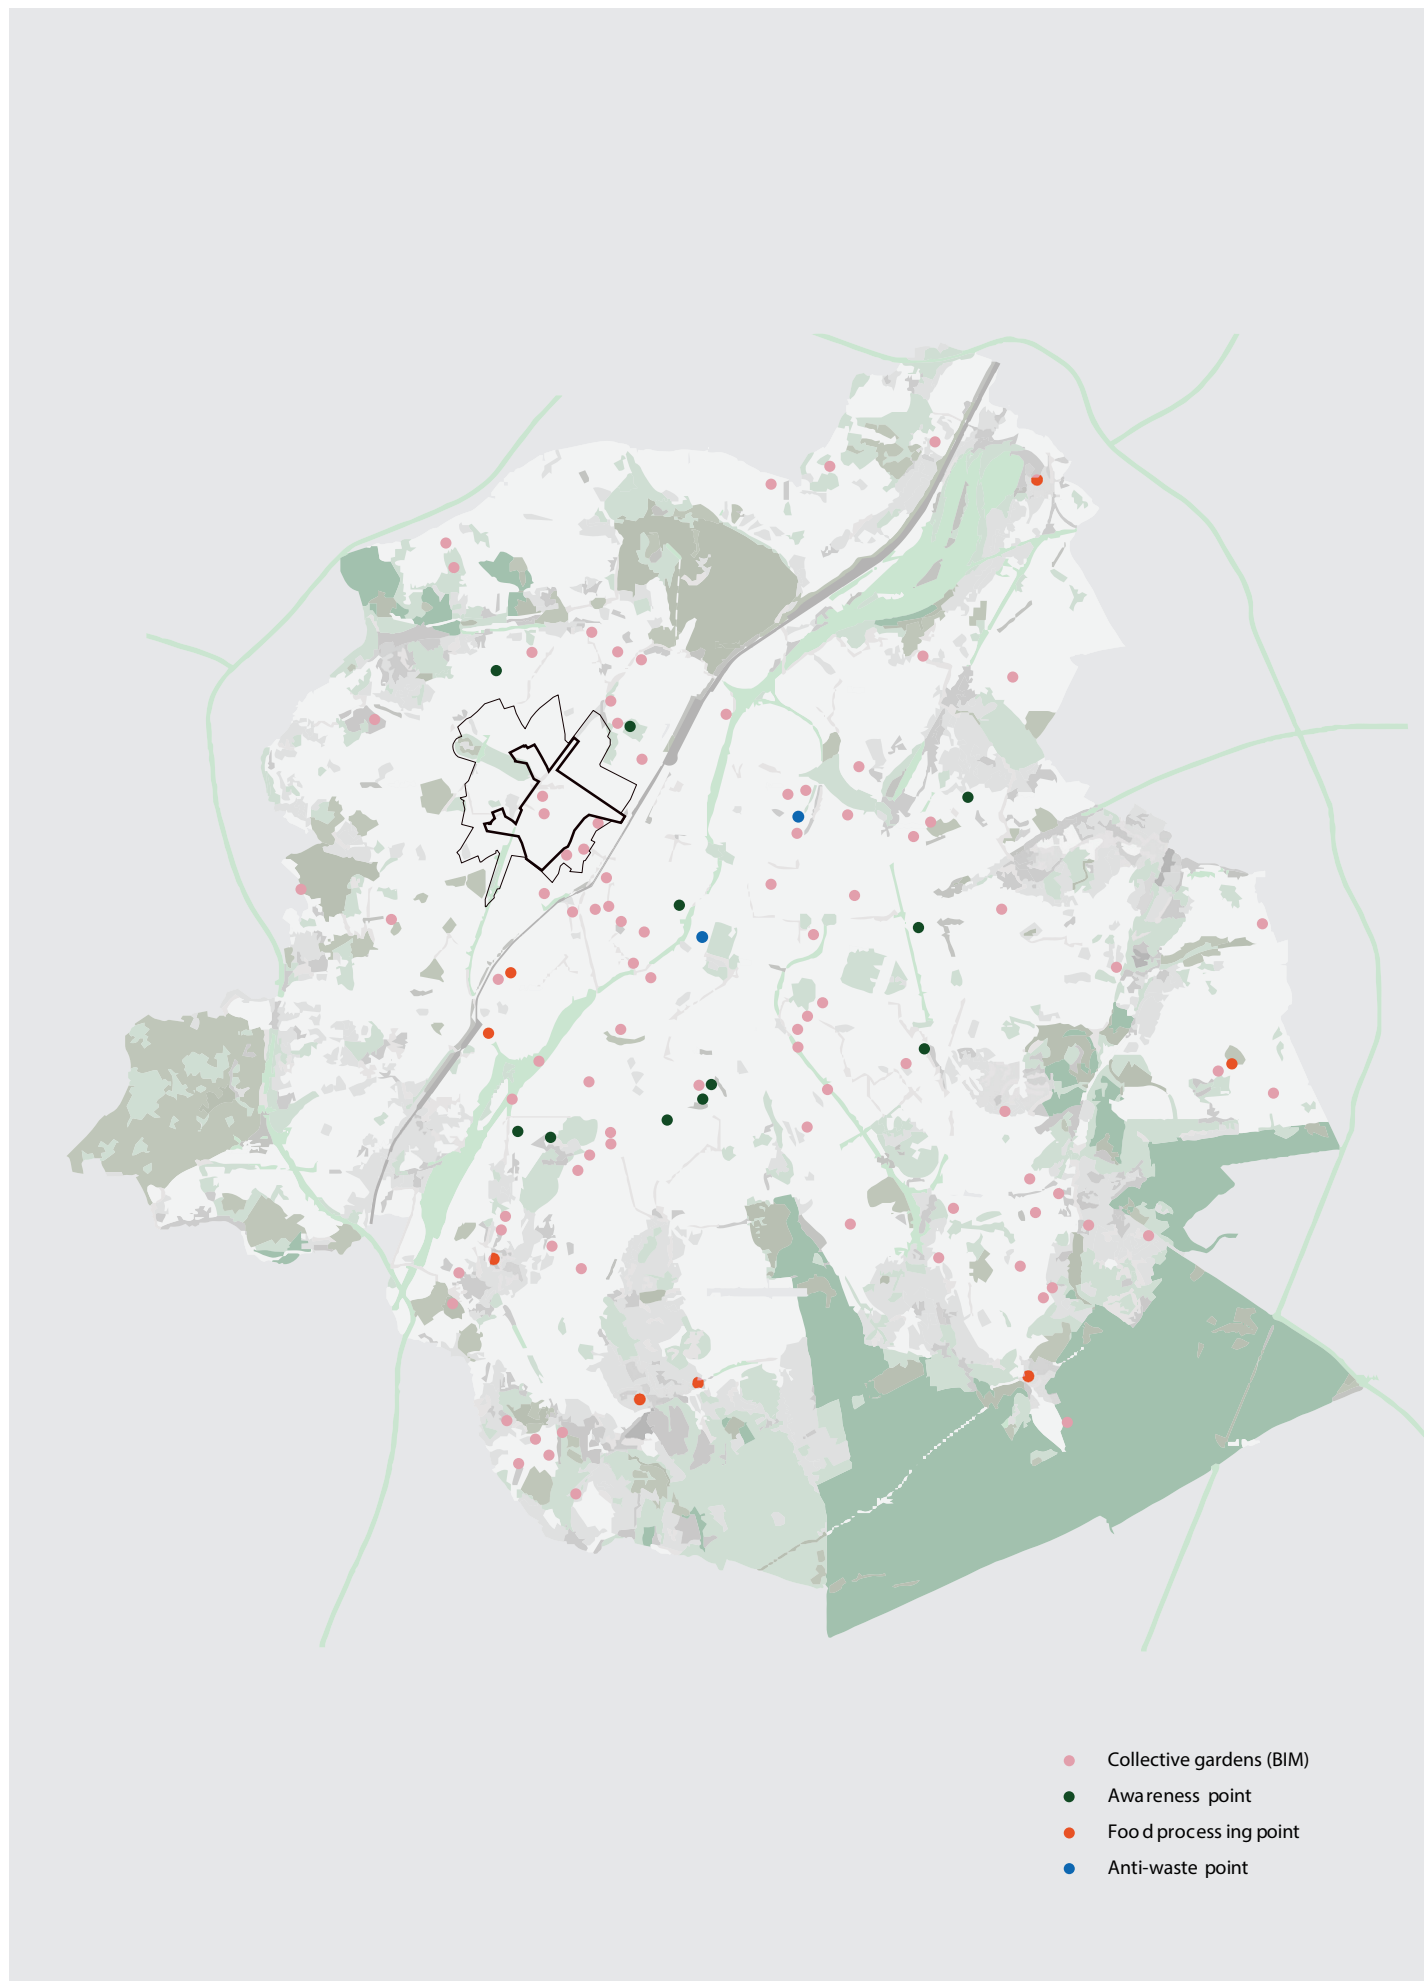 Collective gardens (BIM)
Awareness point
Food processing point
Anti-waste point